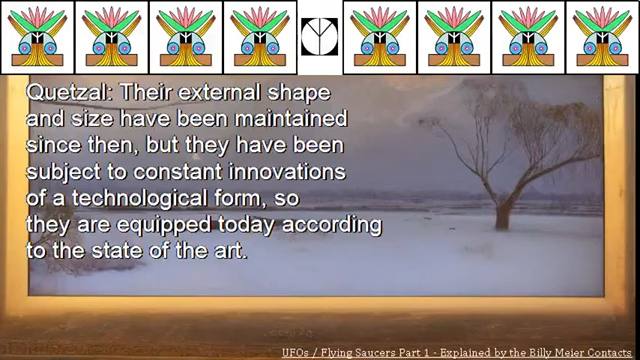 Quetzal: Their external shape
and size have been maintained
since then, but they have been
subject to constant innovations
of a technological form, so
they are equipped today according
to the state of the art.
UFOs / Flying Saucers Part 1 - Explained by the Billy Meier Contacts